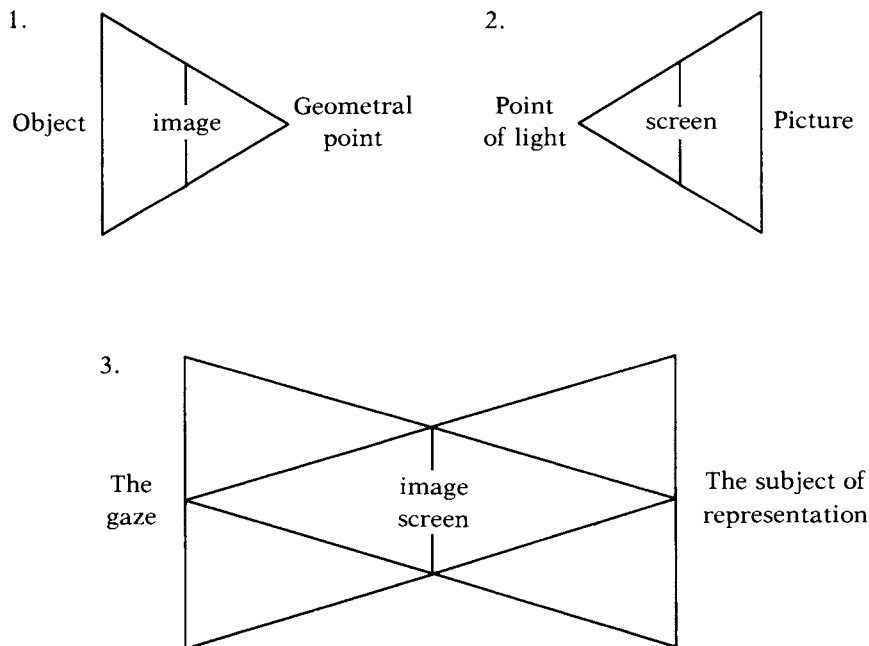 1.
Object
image
Geometral
point
2.
Point
of light
screen
Picture
3.
The
gaze
image
screen
The subject of
representation